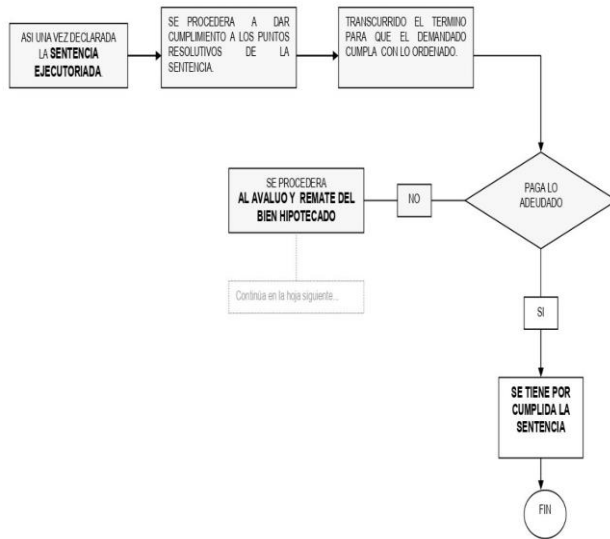 ASI UNA VEZ DECLARADA
LA SENTENCIA
EJECUTORIADA.
SE PROCEDERA A DAR
CUMPLIMIENTO A LOS PUNTOS
RESOLUTIVOS DE LA
SENTENCIA.
TRANSCURRIDO EL TERMINO
PARA QUE EL DEMANDADO
CUMPLA CON LO ORDENADO.
PAGA LO
ADEUDADO
NO
SE PROCEDERA
AL AVALUO Y REMATE DEL
BIEN HIPOTECADO
Continúa en la hoja siguiente...
SI
SE TIENE POR
CUMPLIDA LA
SENTENCIA
FIN